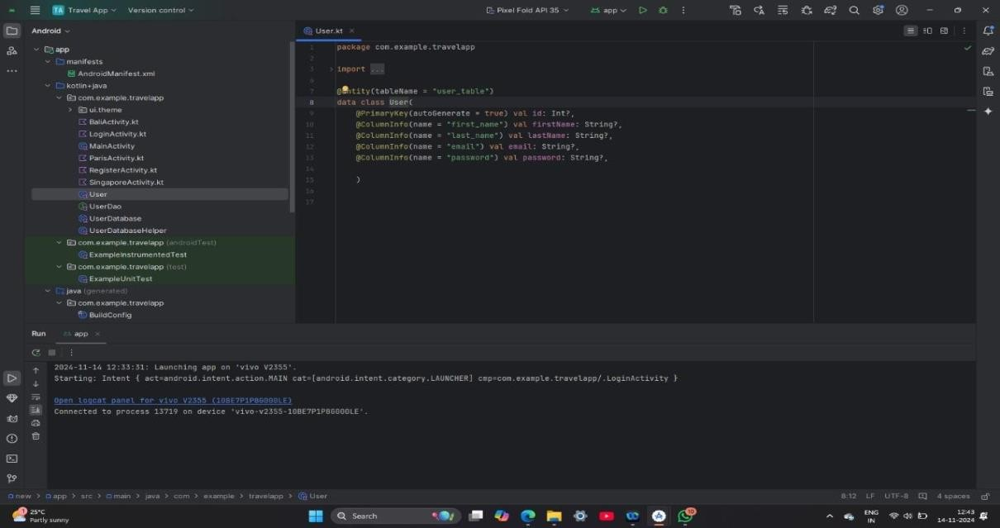 TA Travel App Version control Pixel Fold API 35 app
Android
User.kt
app
manifests
AndroidManifest.xml
kotlin+java
com.example.travelapp
ui.theme
BaliActivity.kt
LoginActivity.kt
MainActivity
ParisActivity.kt
RegisterActivity.kt
SingaporeActivity.kt
User
UserDao
UserDatabase
UserDatabaseHelper
com.example.travelapp (androidTest)
ExampleInstrumentedTest
com.example.travelapp (test)
ExampleUnitTest
java (generated)
com.example.travelapp
BuildConfig
1 package com.example.travelapp
2
3 import ...
6
7 @Entity(tableName = "user_table")
8 data class User(
9 @PrimaryKey(autoGenerate = true) val id: Int?,
10 @ColumnInfo(name = "first_name") val firstName: String?,
11 @ColumnInfo(name = "last_name") val lastName: String?,
12 @ColumnInfo(name = "email") val email: String?,
13 @ColumnInfo(name = "password") val password: String?,
14
15 )
16
17
Run app
2024-11-14 12:33:31: Launching app on 'vivo V2355'.
Starting: Intent { act=android.intent.action.MAIN cat=[android.intent.category.LAUNCHER] cmp=com.example.travelapp/.LoginActivity }
Open logcat panel for vivo V2355 (10BE7P1P8G000LE)
Connected to process 13719 on device 'vivo-v2355-10BE7P1P8G000LE'.
new > app > src > main > java > com > example > travelapp > User
8:12 LF UTF-8 4 spaces
1 25°C
Partly sunny
Search
10
ENG
IN
12:43
14-11-2024